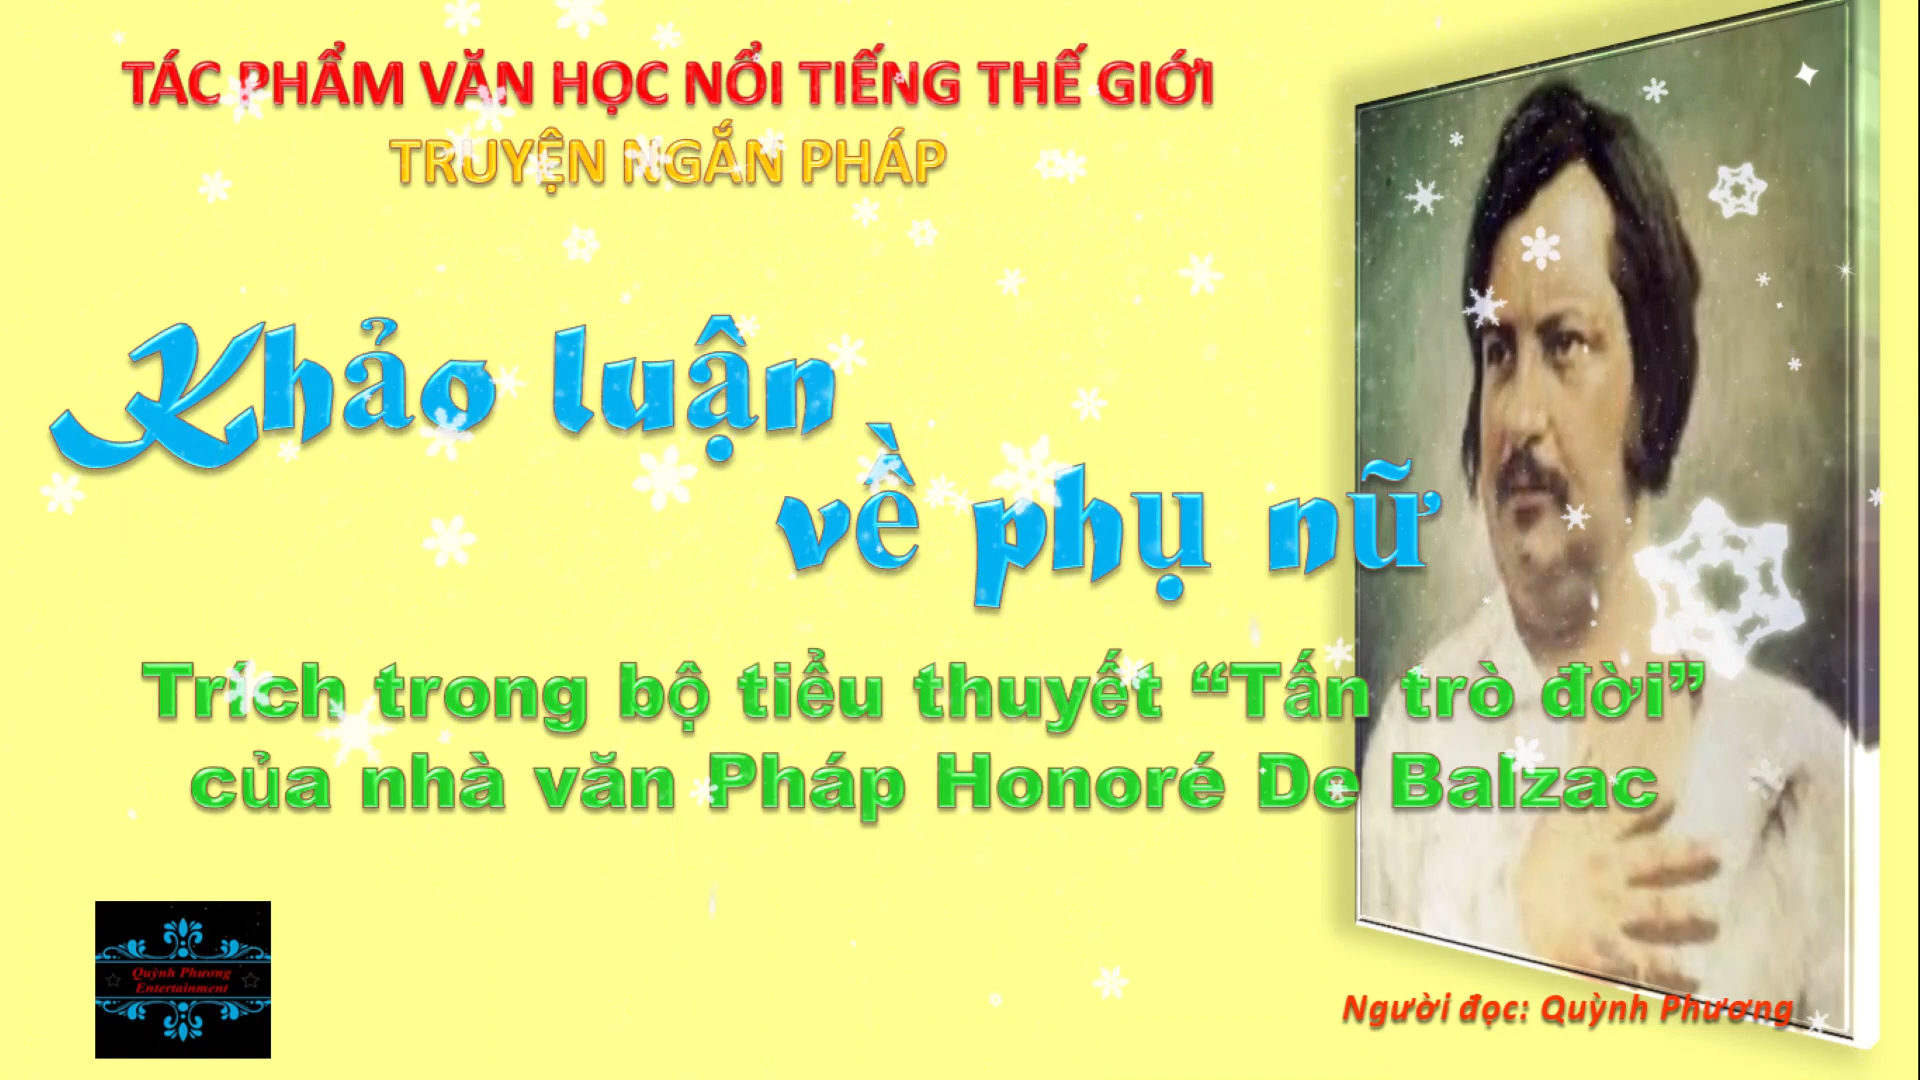 TÁC PHẨM VĂN HỌC NỔI TIẾNG THẾ GIỚI
TRUYỆN NGẮN PHÁP
Khảo luận
về phụ nữ
Trích trong bộ tiểu thuyết “Tấn trò đời”
của nhà văn Pháp Honoré De Balzac
Quỳnh Phương
Entertainment
Người đọc: Quỳnh Phương